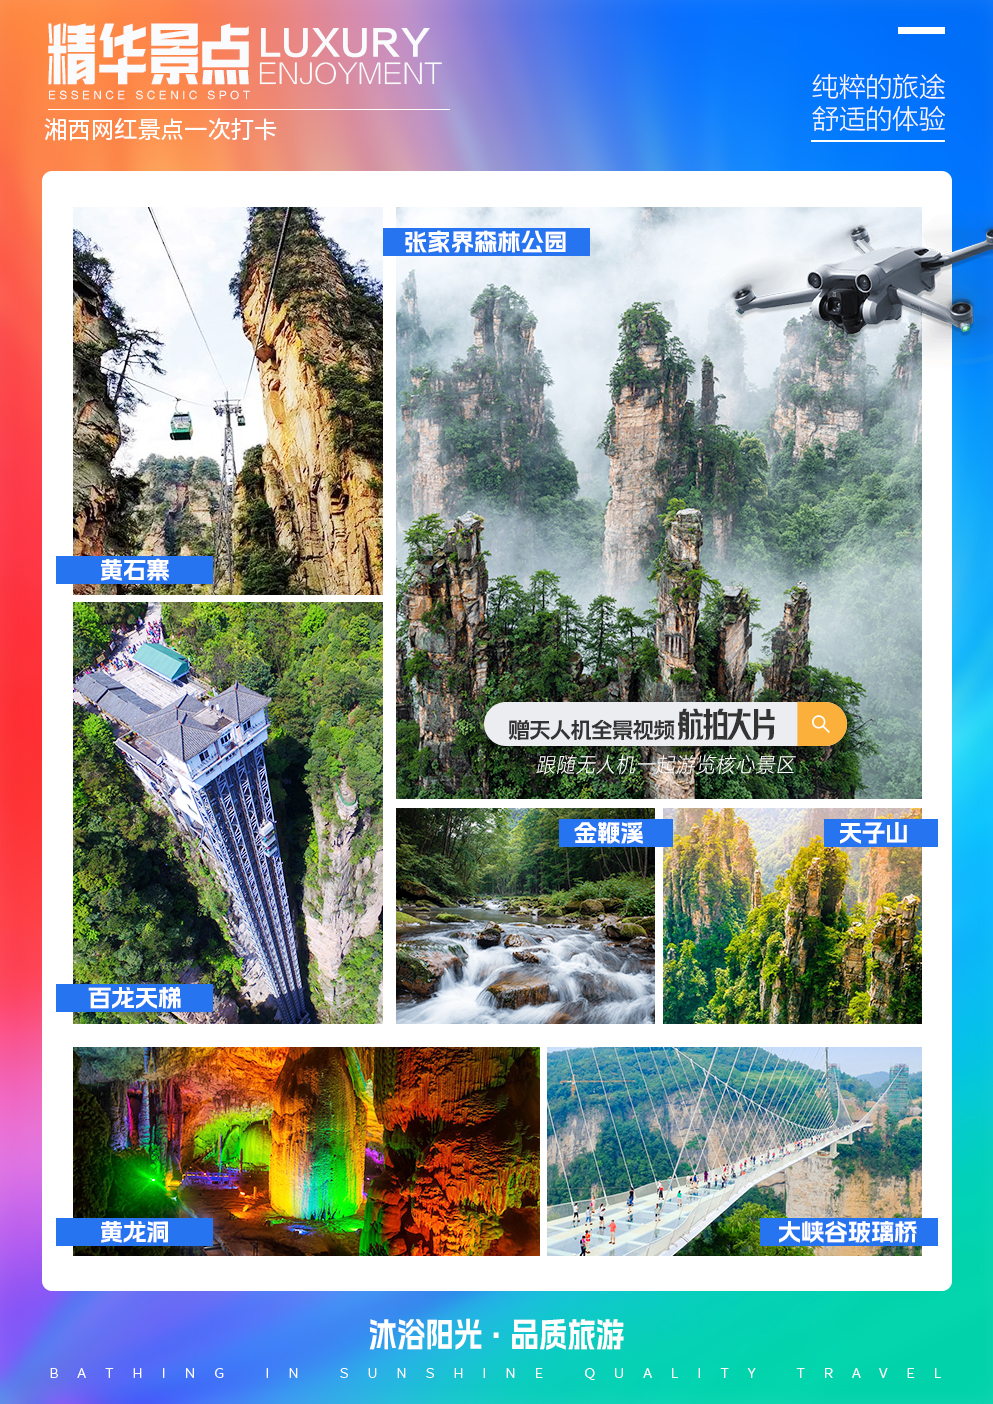 精华景点
LUXURY
ENJOYMENT
ESSENCE SCENIC SPOT
湘西网红景点一次打卡
纯粹的旅途
舒适的体验
张家界森林公园
黄石寨
赠天人机全景视频 航拍大片
跟随无人机一起游览核心景区
金鞭溪
天子山
百龙天梯
黄龙洞
大峡谷玻璃桥
沐浴阳光·品质旅游
BATHING IN SUNSHINE QUALITY TRAVEL